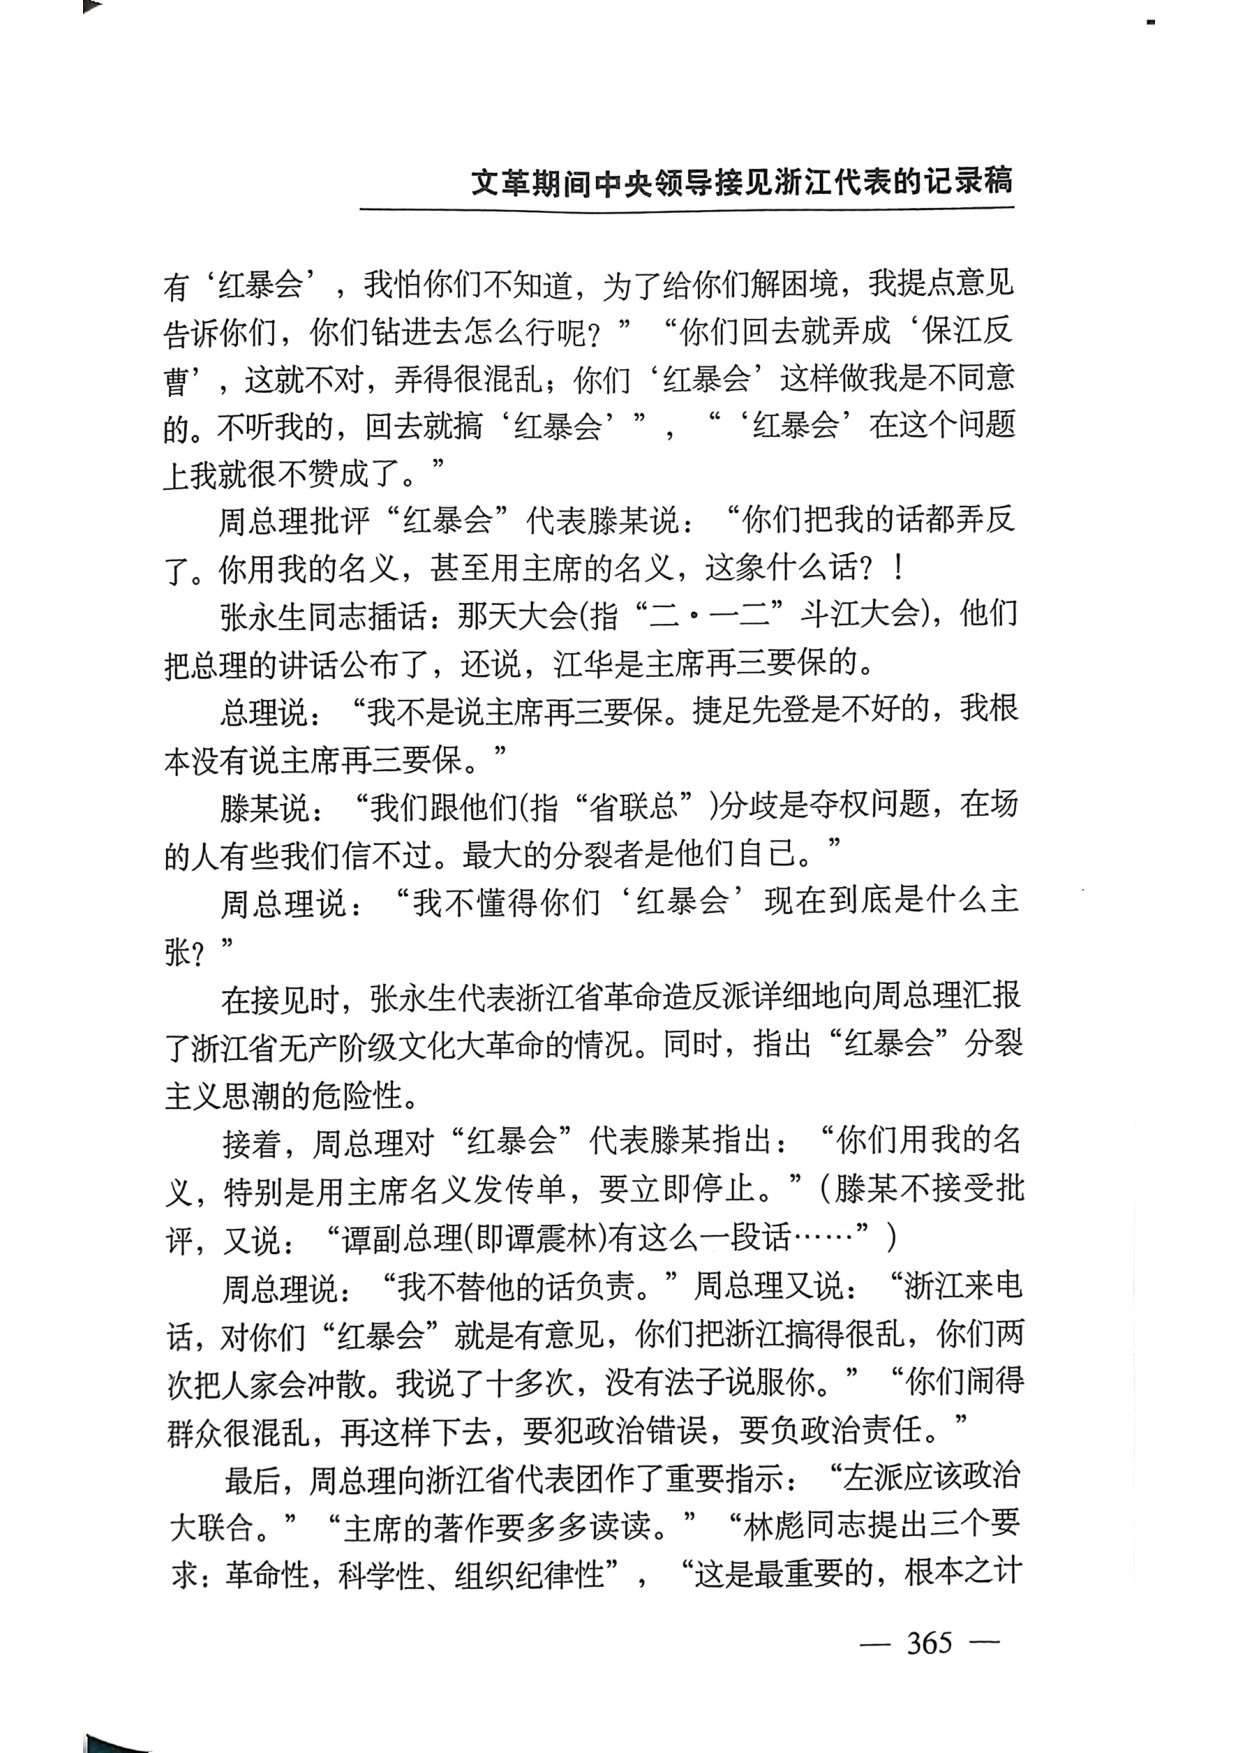 文革期间中央领导接见浙江代表的记录稿
有‘红暴会’，我怕你们不知道，为了给你们解困境，我提点意见
告诉你们，你们钻进去怎么行呢？”“你们回去就弄成‘保江反
曹’，这就不对，弄得很混乱；你们‘红暴会’这样做我是不同意
的。不听我的，回去就搞‘红暴会’”，“‘红暴会’在这个问题
上我就很不赞成了。”
周总理批评“红暴会”代表滕某说：“你们把我的话都弄反
了。你用我的名义，甚至用主席的名义，这象什么话？！
张永生同志插话：那天大会(指“二·一二”斗江大会)，他们
把总理的讲话公布了，还说，江华是主席再三要保的。
总理说：“我不是说主席再三要保。捷足先登是不好的，我根
本没有说主席再三要保。”
滕某说：“我们跟他们(指“省联总”)分歧是夺权问题，在场
的人有些我们信不过。最大的分裂者是他们自己。”
周总理说：“我不懂得你们‘红暴会’现在到底是什么主
张？”
在接见时，张永生代表浙江省革命造反派详细地向周总理汇报
了浙江省无产阶级文化大革命的情况。同时，指出“红暴会”分裂
主义思潮的危险性。
接着，周总理对“红暴会”代表滕某指出：“你们用我的名
义，特别是用主席名义发传单，要立即停止。”（滕某不接受批
评，又说：“谭副总理(即谭震林)有这么一段话……”）
周总理说：“我不替他的话负责。”周总理又说：“浙江来电
话，对你们“红暴会”就是有意见，你们把浙江搞得很乱，你们两
次把人家会冲散。我说了十多次，没有法子说服你。”“你们闹得
群众很混乱，再这样下去，要犯政治错误，要负政治责任。”
最后，周总理向浙江省代表团作了重要指示：“左派应该政治
大联合。”“主席的著作要多多读读。”“林彪同志提出三个要
求：革命性，科学性、组织纪律性”，“这是最重要的，根本之计
— 365 —